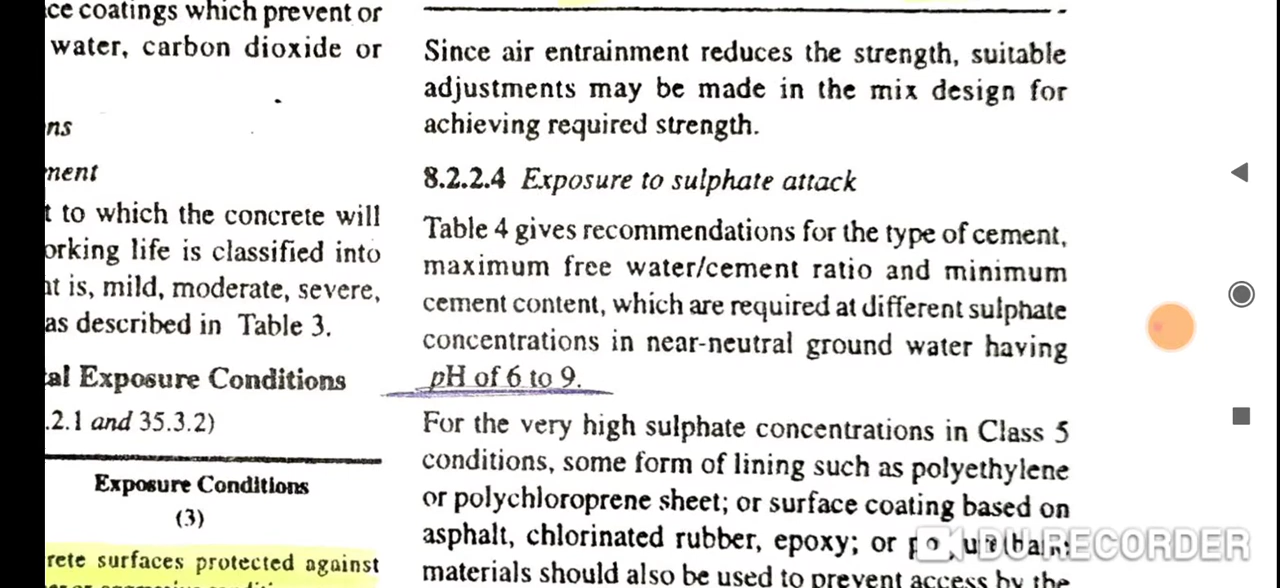 ce coatings which prevent or
water, carbon dioxide or
ns
ment
t to which the concrete will
orking life is classified into
at is, mild, moderate, severe,
as described in Table 3.
al Exposure Conditions
.2.1 and 35.3.2)
Exposure Conditions
(3)
rete surfaces protected against
Since air entrainment reduces the strength, suitable
adjustments may be made in the mix design for
achieving required strength.
8.2.2.4 Exposure to sulphate attack
Table 4 gives recommendations for the type of cement,
maximum free water/cement ratio and minimum
cement content, which are required at different sulphate
concentrations in near-neutral ground water having
pH of 6 to 9.
For the very high sulphate concentrations in Class 5
conditions, some form of lining such as polyethylene
or polychloroprene sheet; or surface coating based on
asphalt, chlorinated rubber, epoxy; or
materials should also be used to prevent access by the
DU RECORDER